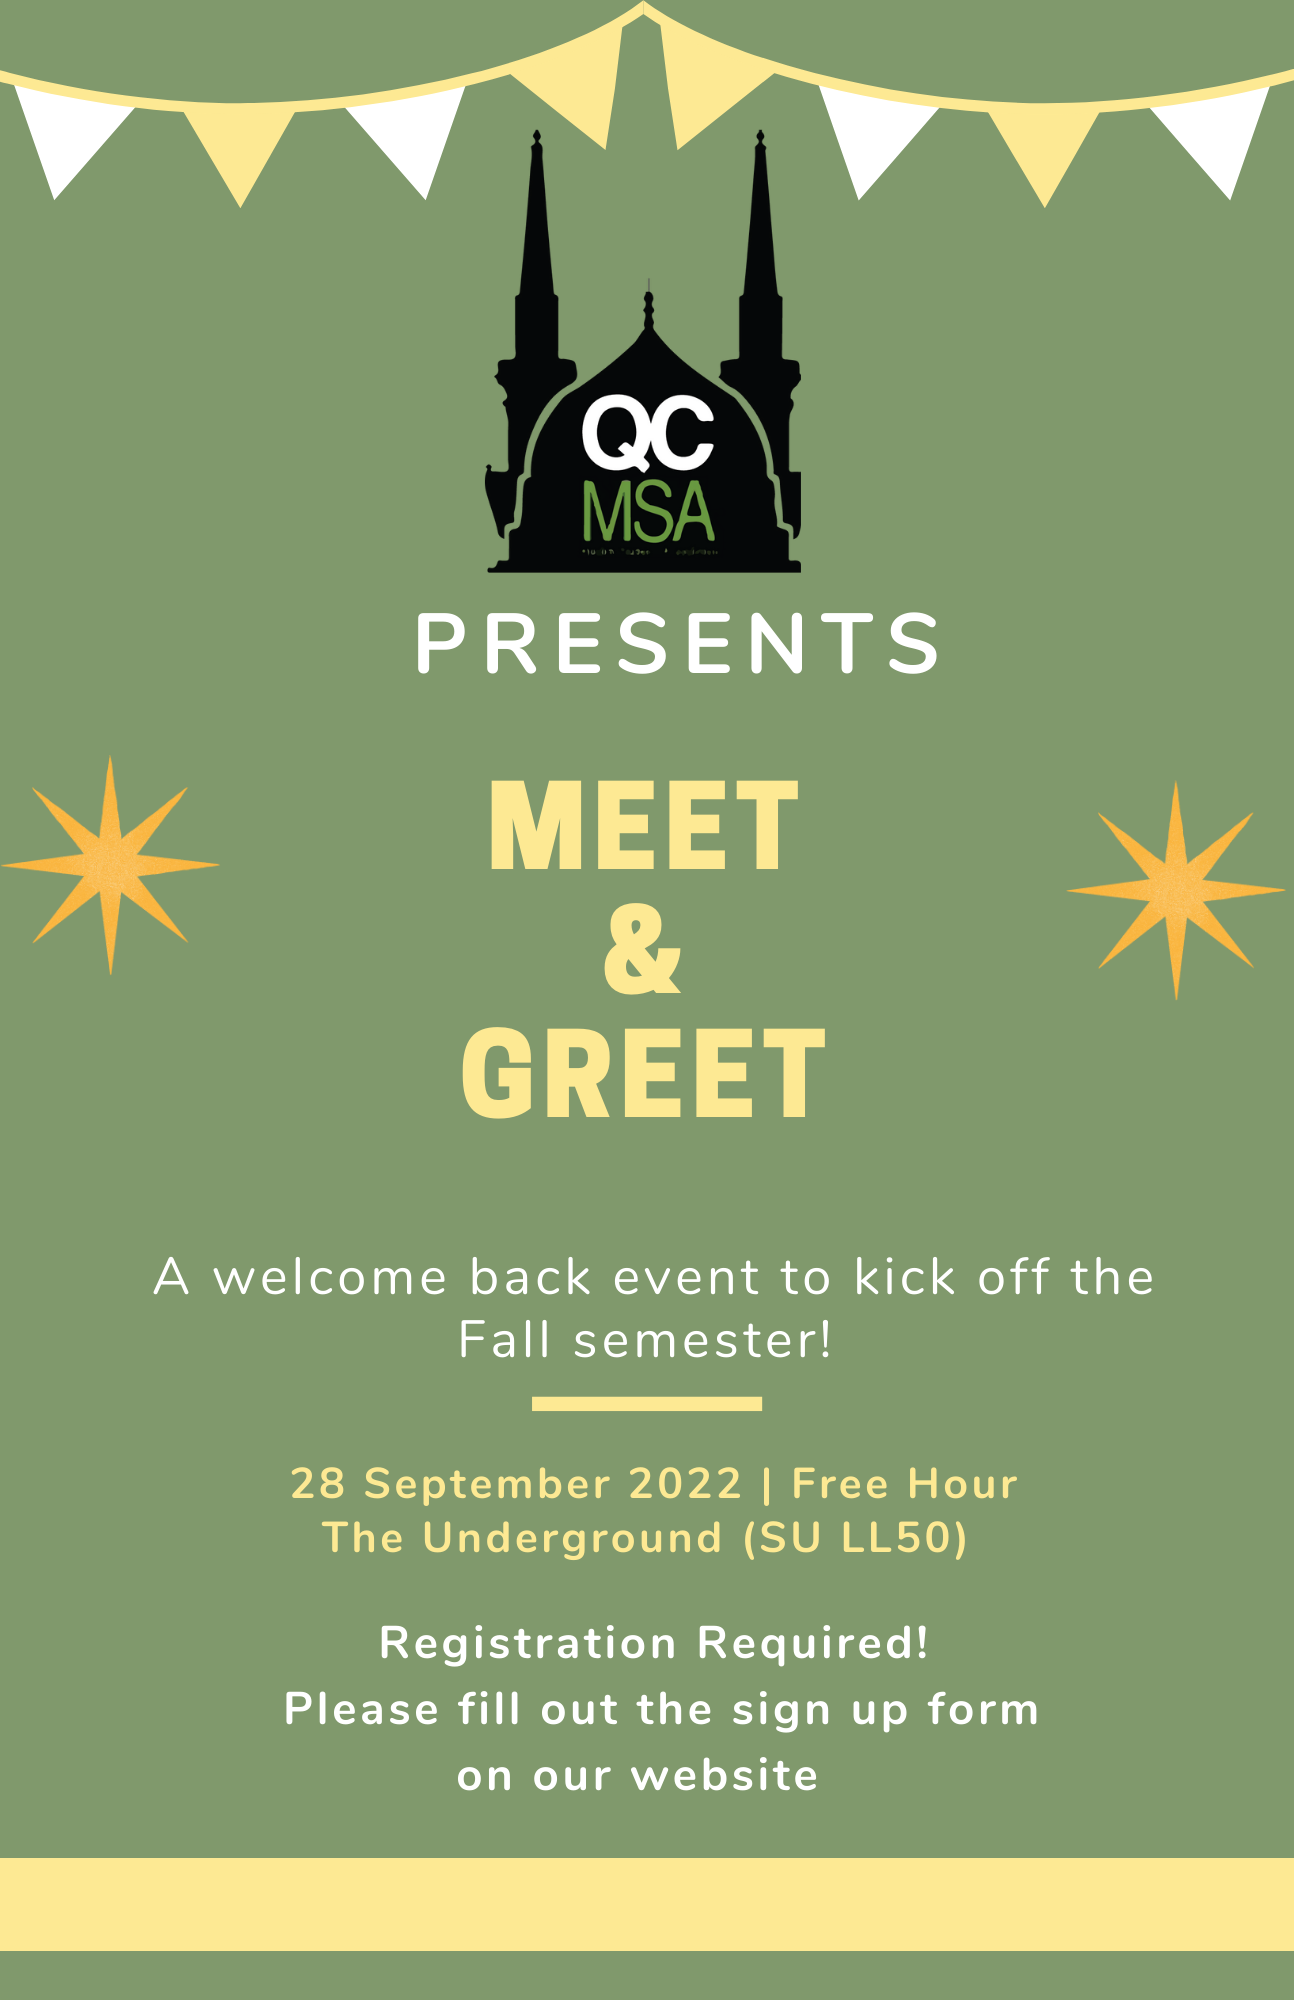 QC
MSA
PRESENTS
MEET
&
GREET
A welcome back event to kick off the
Fall semester!
28 September 2022 | Free Hour
The Underground (SU LL50)
Registration Required!
Please fill out the sign up form
on our website